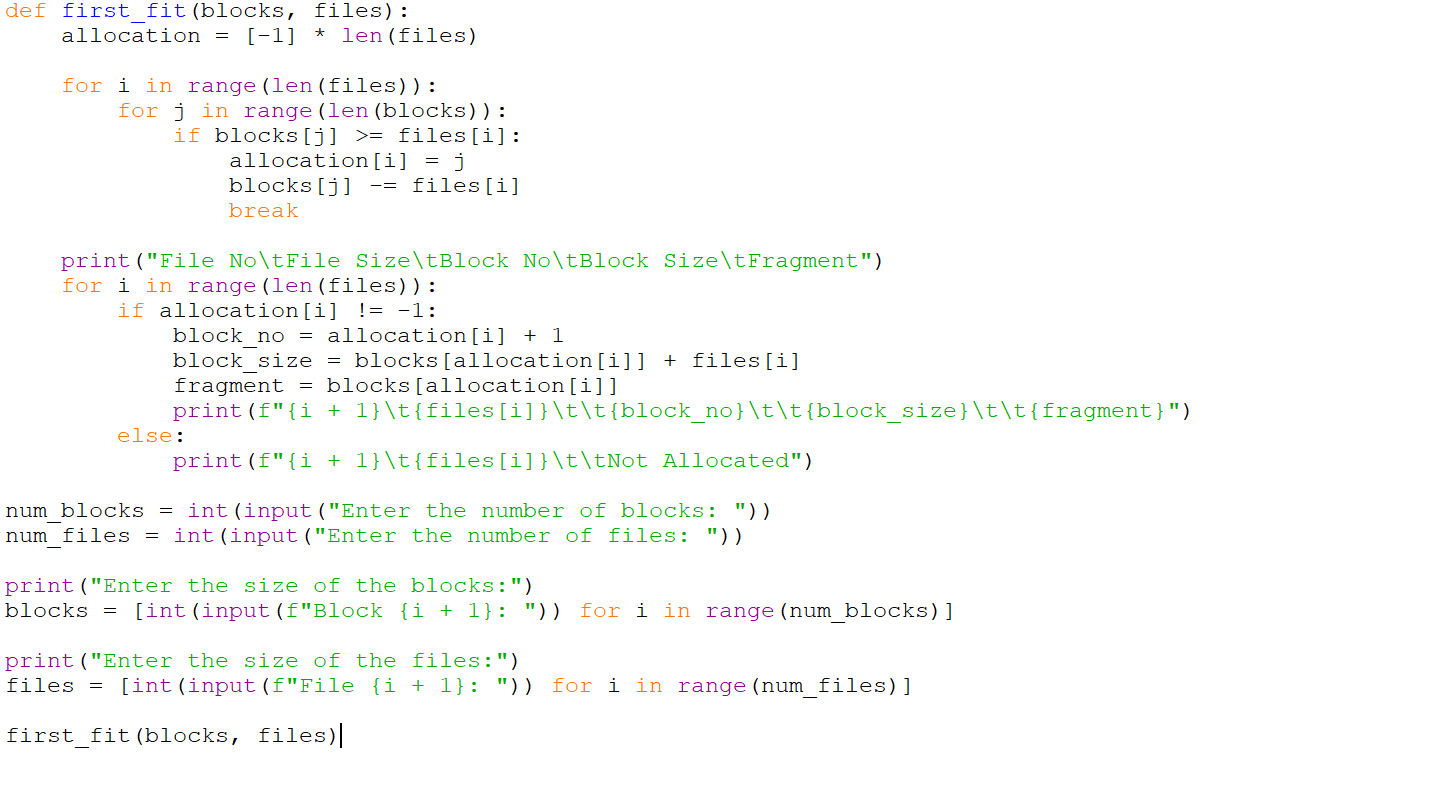 def first_fit(blocks, files):
    allocation = [-1] * len(files)

    for i in range(len(files)):
        for j in range(len(blocks)):
            if blocks[j] >= files[i]:
                allocation[i] = j
                blocks[j] -= files[i]
                break

    print("File No\tFile Size\tBlock No\tBlock Size\tFragment")
    for i in range(len(files)):
        if allocation[i] != -1:
            block_no = allocation[i] + 1
            block_size = blocks[allocation[i]] + files[i]
            fragment = blocks[allocation[i]]
            print(f"{i + 1}\t{files[i]}\t\t{block_no}\t\t{block_size}\t\t{fragment}")
        else:
            print(f"{i + 1}\t{files[i]}\t\tNot Allocated")

num_blocks = int(input("Enter the number of blocks: "))
num_files = int(input("Enter the number of files: "))

print("Enter the size of the blocks:")
blocks = [int(input(f"Block {i + 1}: ")) for i in range(num_blocks)]

print("Enter the size of the files:")
files = [int(input(f"File {i + 1}: ")) for i in range(num_files)]

first_fit(blocks, files)